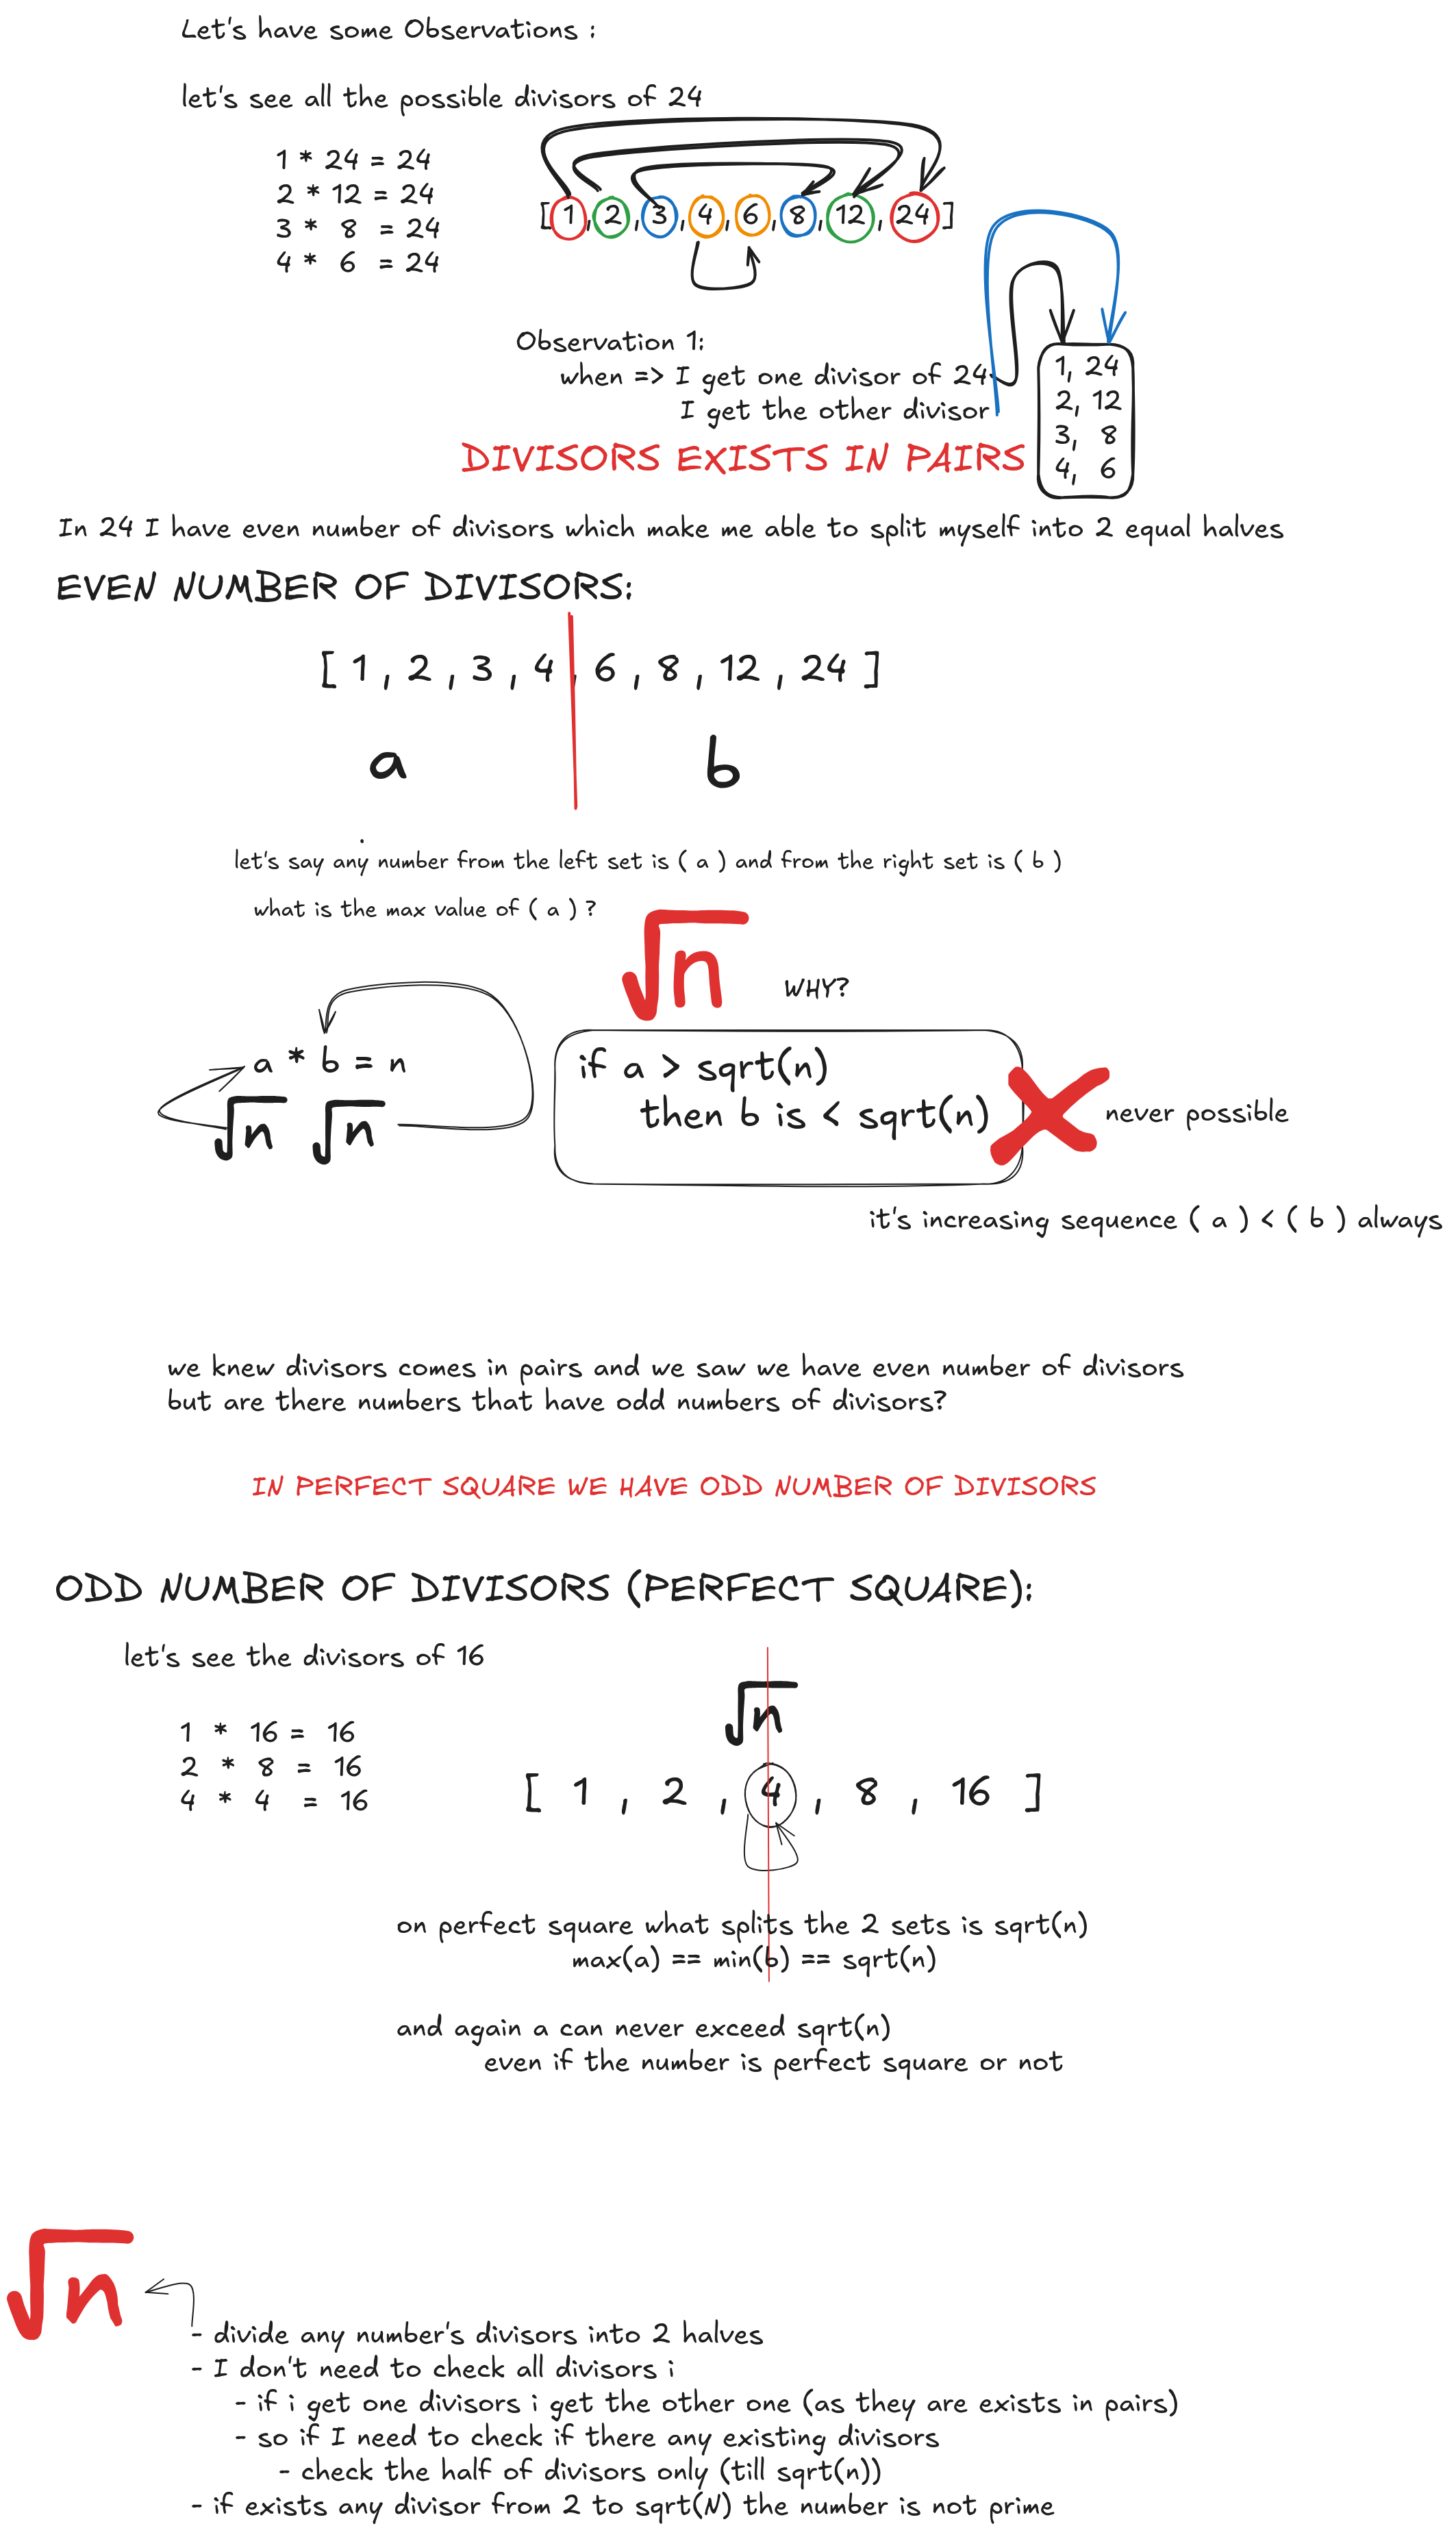 Let's have some Observations :
let's see all the possible divisors of 24
1 * 24 = 24
2 * 12 = 24
3 * 8 = 24
4 * 6 = 24
[ 1 , 2 , 3 , 4 , 6 , 8 , 12 , 24 ]
Observation 1:
when => I get one divisor of 24
I get the other divisor
1, 24
2, 12
3, 8
4, 6
DIVISORS EXISTS IN PAIRS
In 24 I have even number of divisors which make me able to split myself into 2 equal halves
EVEN NUMBER OF DIVISORS:
[ 1 , 2 , 3 , 4 , 6 , 8 , 12 , 24 ]
a b
let's say any number from the left set is ( a ) and from the right set is ( b )
what is the max value of ( a ) ?
√n
WHY?
a * b = n
√n √n
if a > sqrt(n)
then b is < sqrt(n)
never possible
it's increasing sequence ( a ) < ( b ) always
we knew divisors comes in pairs and we saw we have even number of divisors
but are there numbers that have odd numbers of divisors?
IN PERFECT SQUARE WE HAVE ODD NUMBER OF DIVISORS
ODD NUMBER OF DIVISORS (PERFECT SQUARE):
let's see the divisors of 16
1 * 16 = 16
2 * 8 = 16
4 * 4 = 16
√n
[ 1 , 2 , 4 , 8 , 16 ]
on perfect square what splits the 2 sets is sqrt(n)
max(a) == min(b) == sqrt(n)
and again a can never exceed sqrt(n)
even if the number is perfect square or not
√n
- divide any number's divisors into 2 halves
- I don't need to check all divisors i
- if i get one divisors i get the other one (as they are exists in pairs)
- so if I need to check if there any existing divisors
- check the half of divisors only (till sqrt(n))
- if exists any divisor from 2 to sqrt(N) the number is not prime